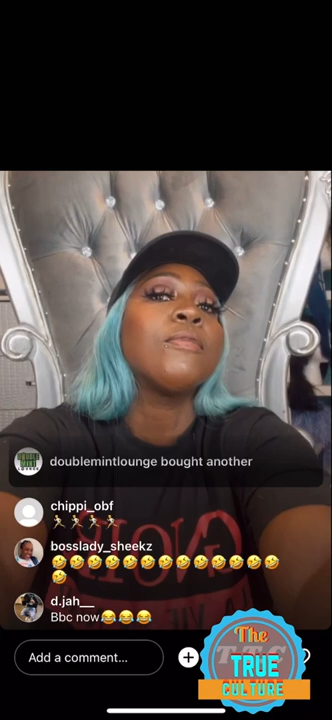 doublemintlounge bought another
chippi_obf
🏃🏾‍♂️🏃🏾‍♂️🏃🏾‍♂️🏃🏾‍♂️
bosslady_sheekz
🤣🤣🤣🤣🤣🤣🤣🤣🤣🤣🤣🤣🤣
🤣
d.jah__
Bbc now😂😂😂
Add a comment...
The
TRUE
CULTURE